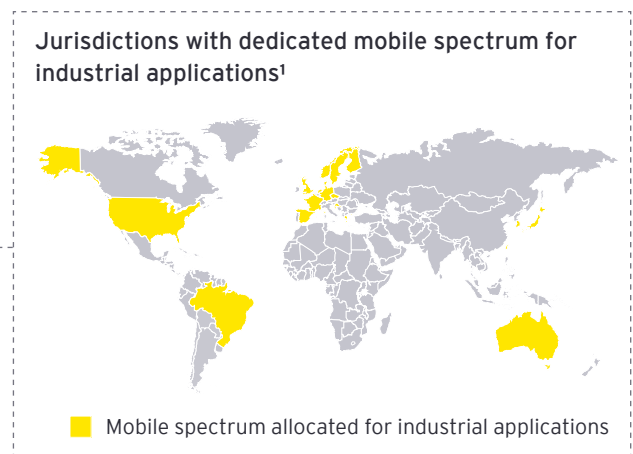 Jurisdictions with dedicated mobile spectrum for
industrial applications¹
Mobile spectrum allocated for industrial applications